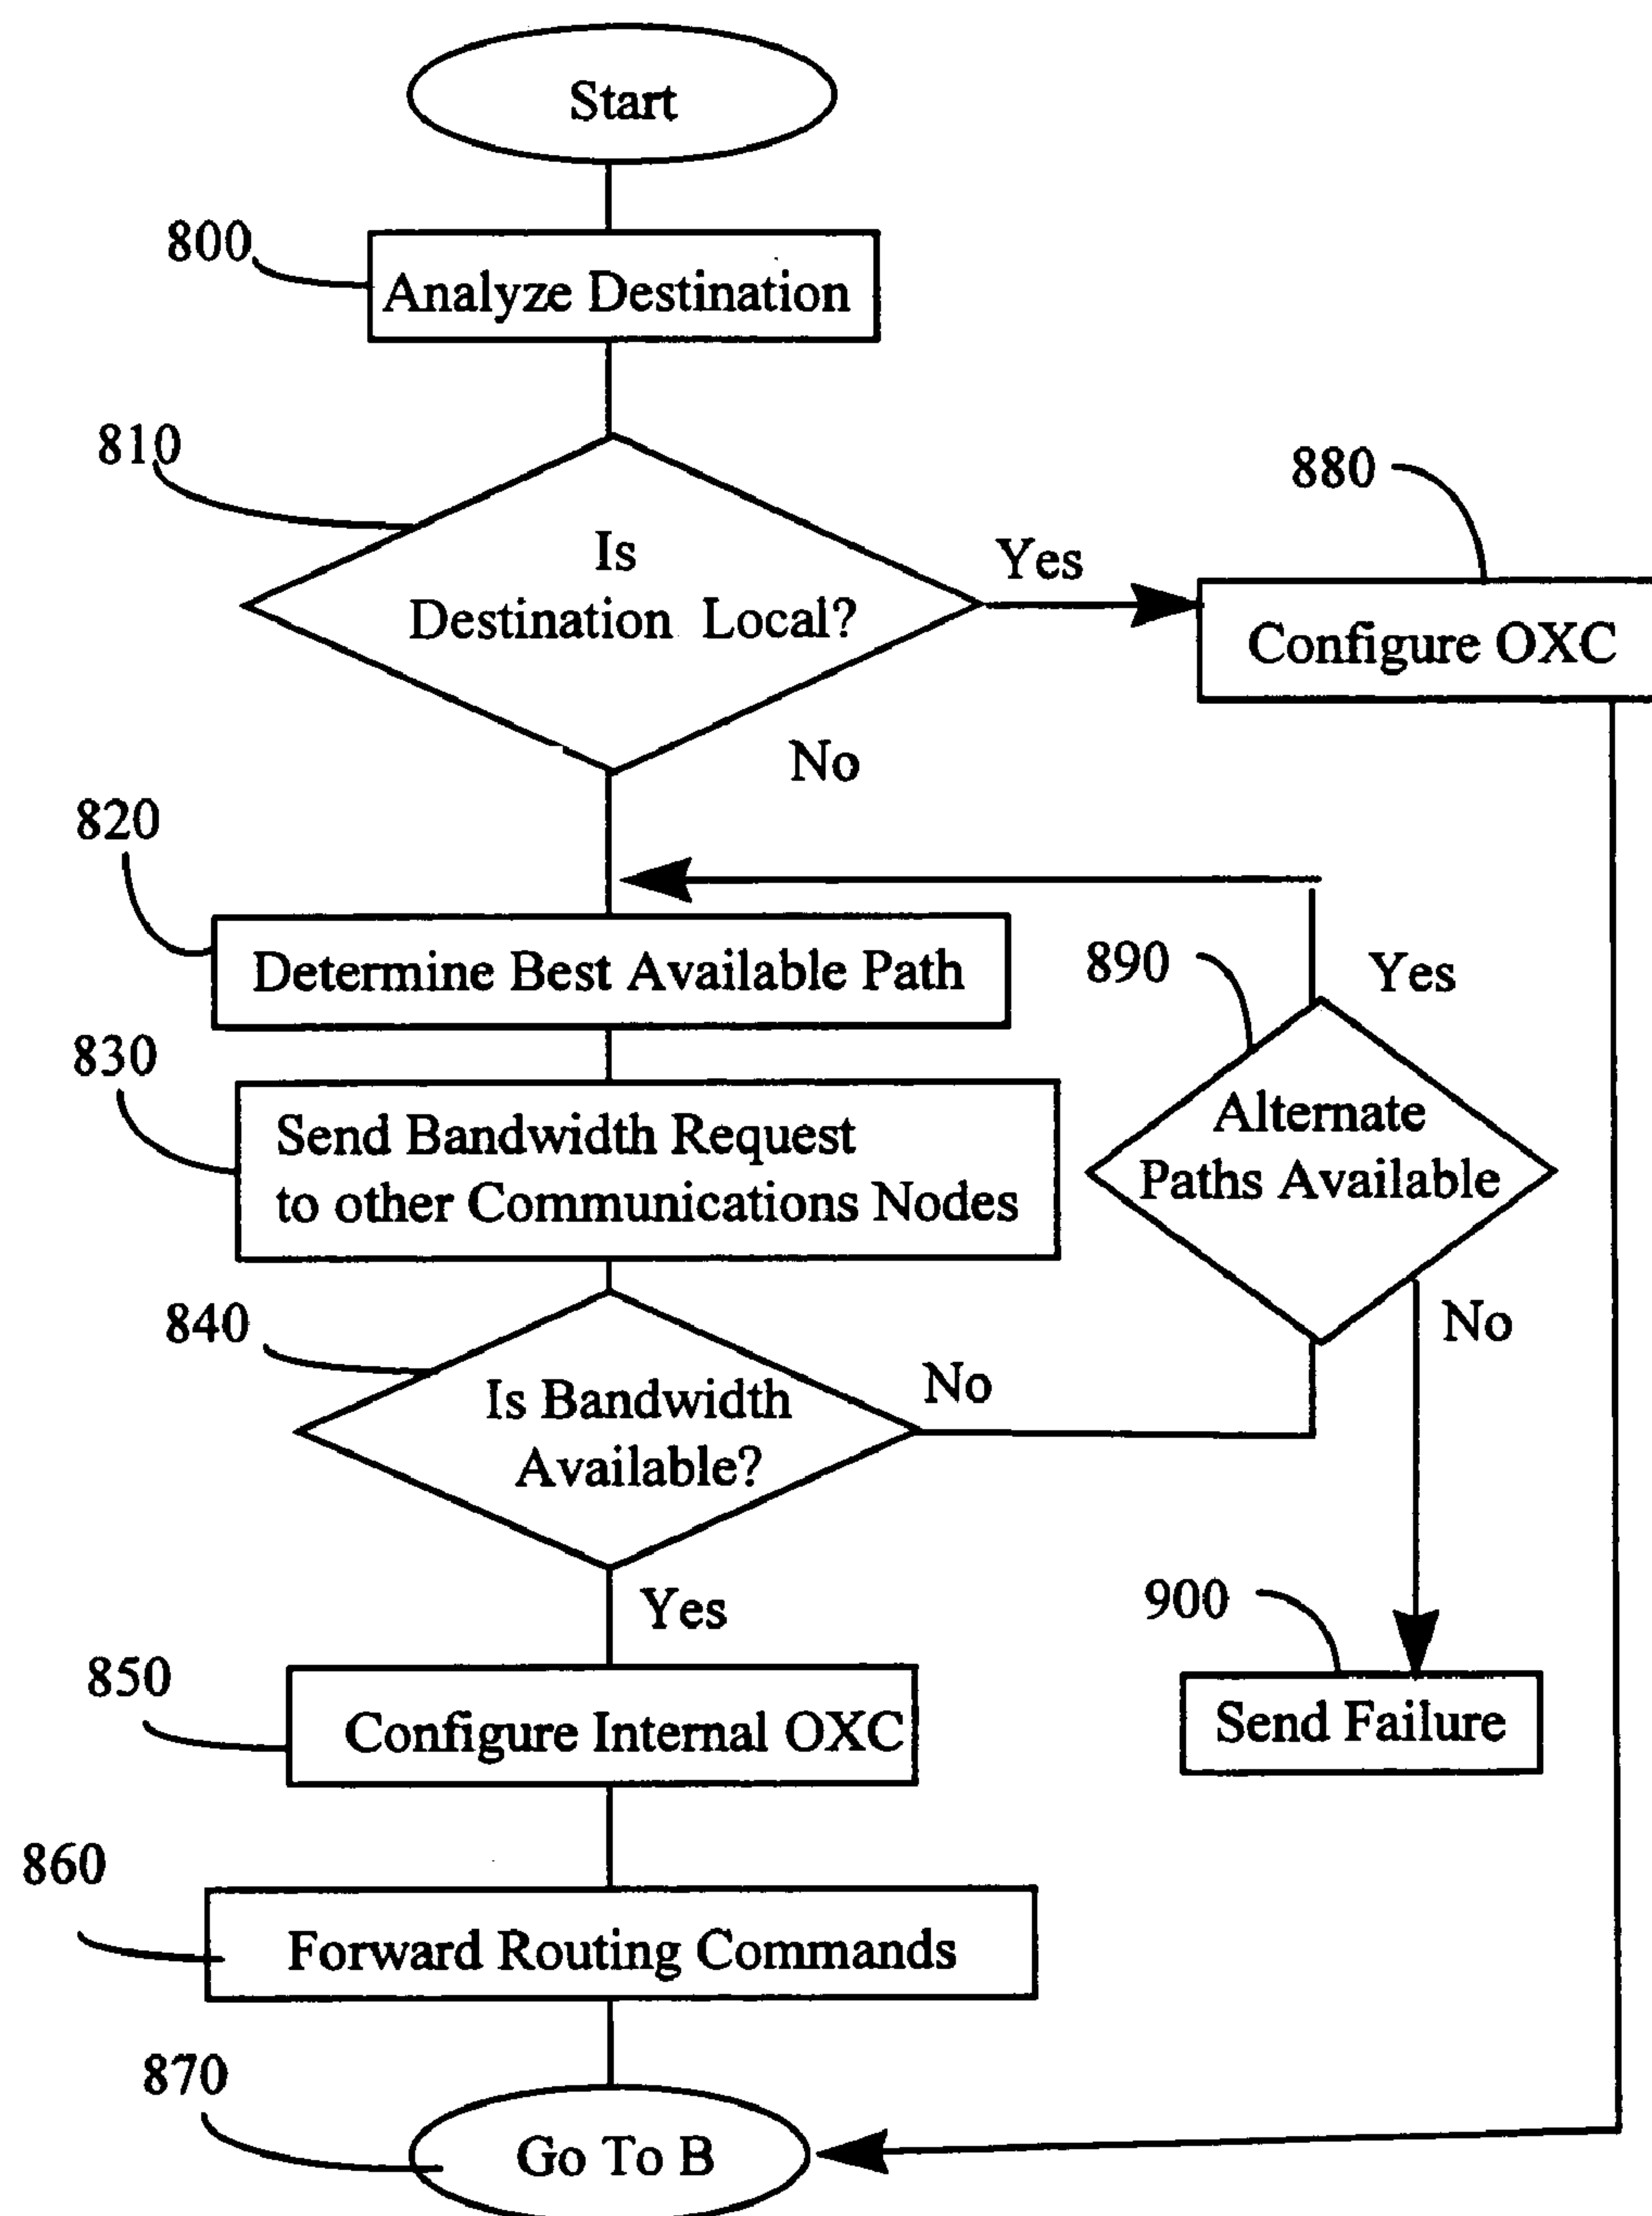 Start
800
Analyze Destination
810
Is
Destination Local?
Yes
880
Configure OXC
No
820
Determine Best Available Path
890
Yes
830
Send Bandwidth Request
to other Communications Nodes
Alternate
Paths Available
No
840
Is Bandwidth
Available?
No
Yes
900
Send Failure
850
Configure Internal OXC
860
Forward Routing Commands
870
Go To B